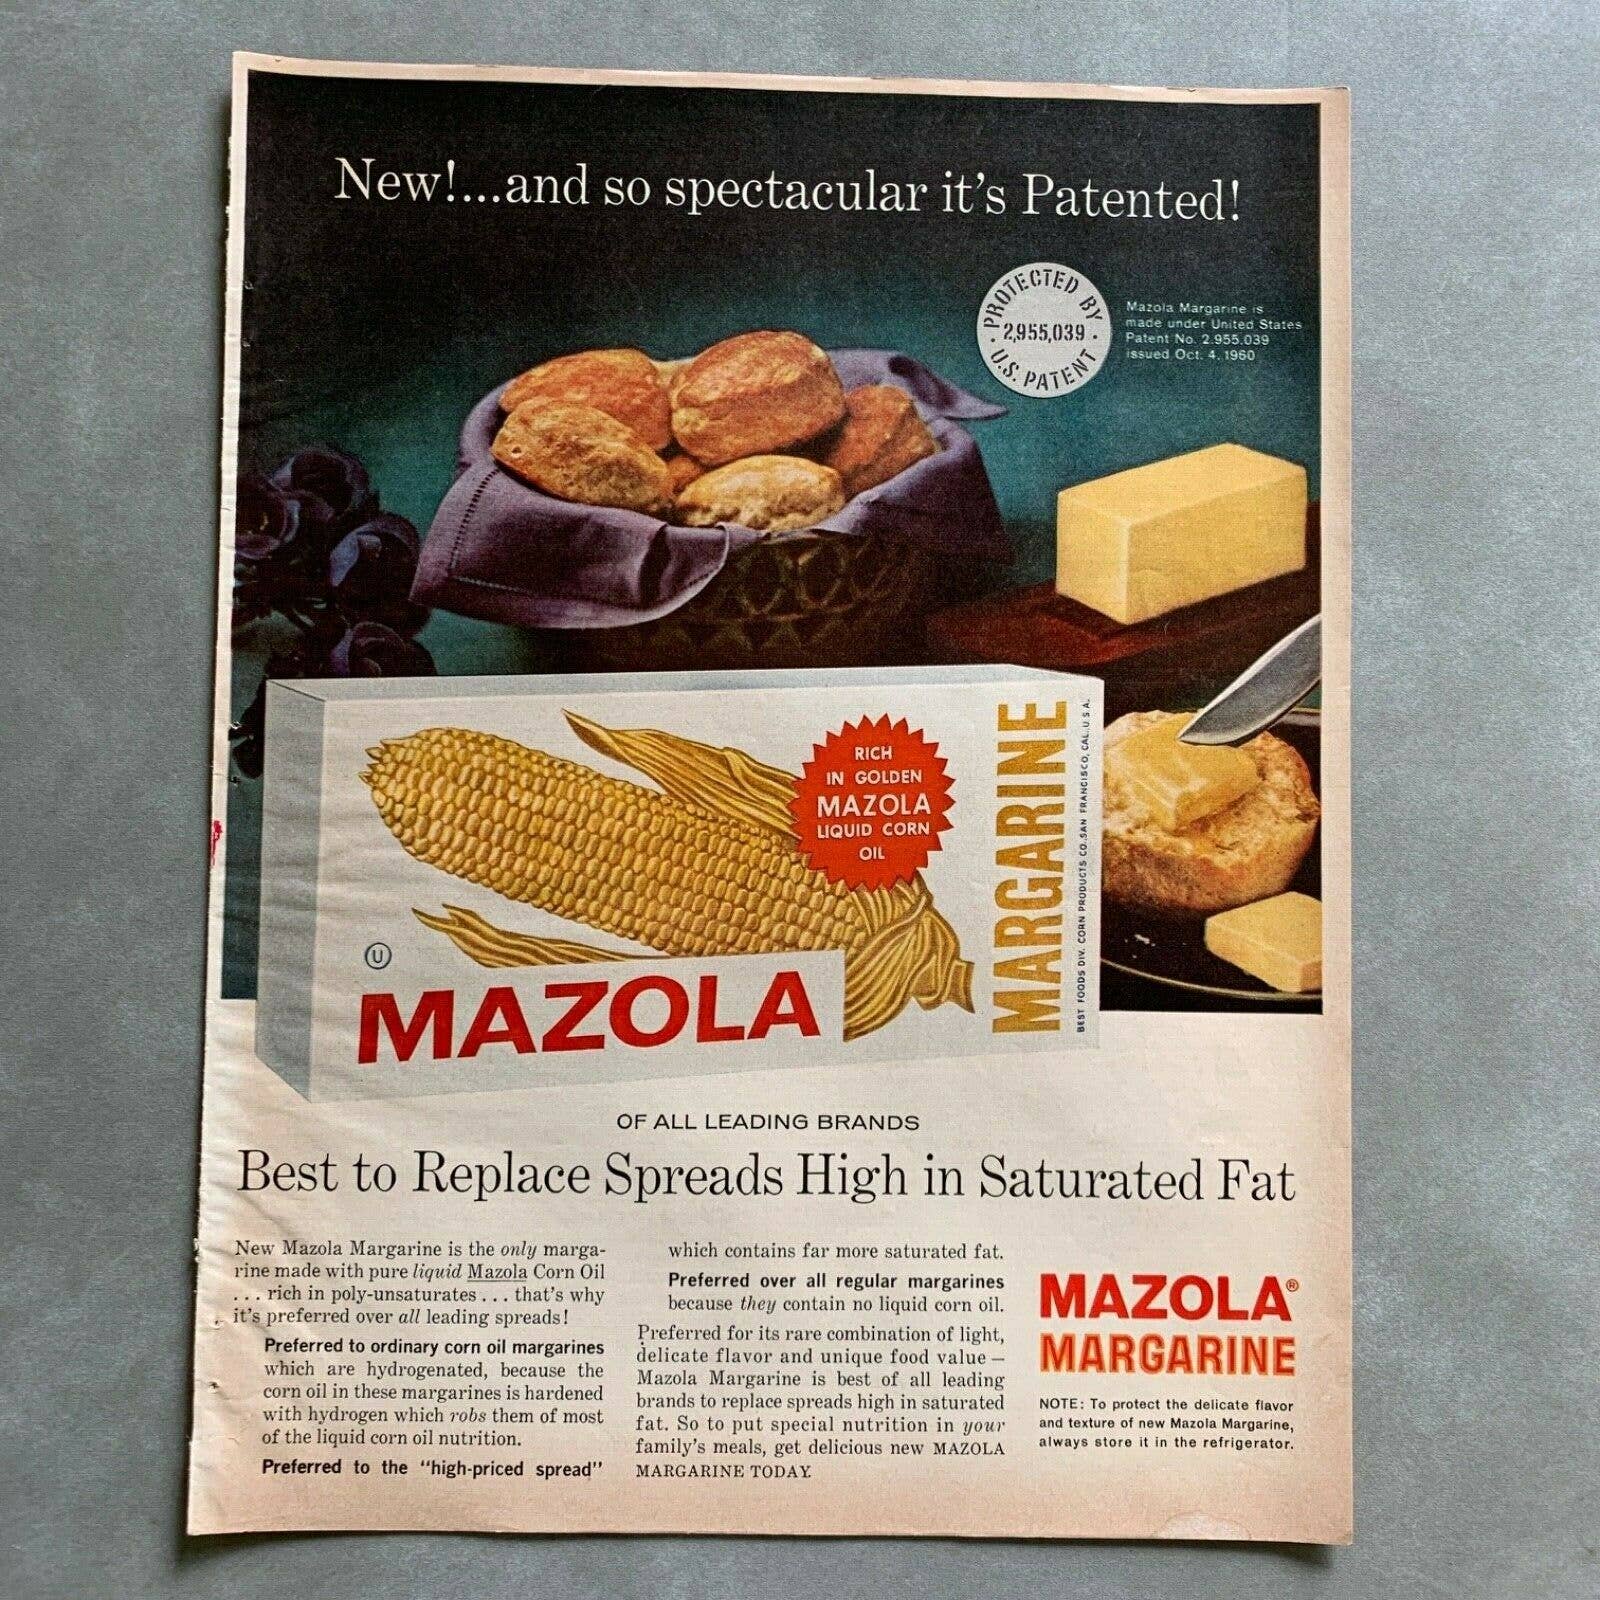 New!....and so spectacular it's Patented!
PROTECTED BY
2,955,039
U.S. PATENT
Mazola Margarine is
made under United States
Patent No. 2.955.039
issued Oct. 4, 1960
RICH
IN GOLDEN
MAZOLA
LIQUID CORN
OIL
MARGARINE
BEST FOODS DIV. CORN PRODUCTS CO. SAN FRANCISCO, CAL. U.S.A.
U
MAZOLA
OF ALL LEADING BRANDS
Best to Replace Spreads High in Saturated Fat
New Mazola Margarine is the only marga-
rine made with pure liquid Mazola Corn Oil
... rich in poly-unsaturates ... that's why
it's preferred over all leading spreads!
Preferred to ordinary corn oil margarines
which are hydrogenated, because the
corn oil in these margarines is hardened
with hydrogen which robs them of most
of the liquid corn oil nutrition.
Preferred to the "high-priced spread"
which contains far more saturated fat.
Preferred over all regular margarines
because they contain no liquid corn oil.
Preferred for its rare combination of light,
delicate flavor and unique food value —
Mazola Margarine is best of all leading
brands to replace spreads high in saturated
fat. So to put special nutrition in your
family's meals, get delicious new MAZOLA
MARGARINE TODAY.
MAZOLA®
MARGARINE
NOTE: To protect the delicate flavor
and texture of new Mazola Margarine,
always store it in the refrigerator.